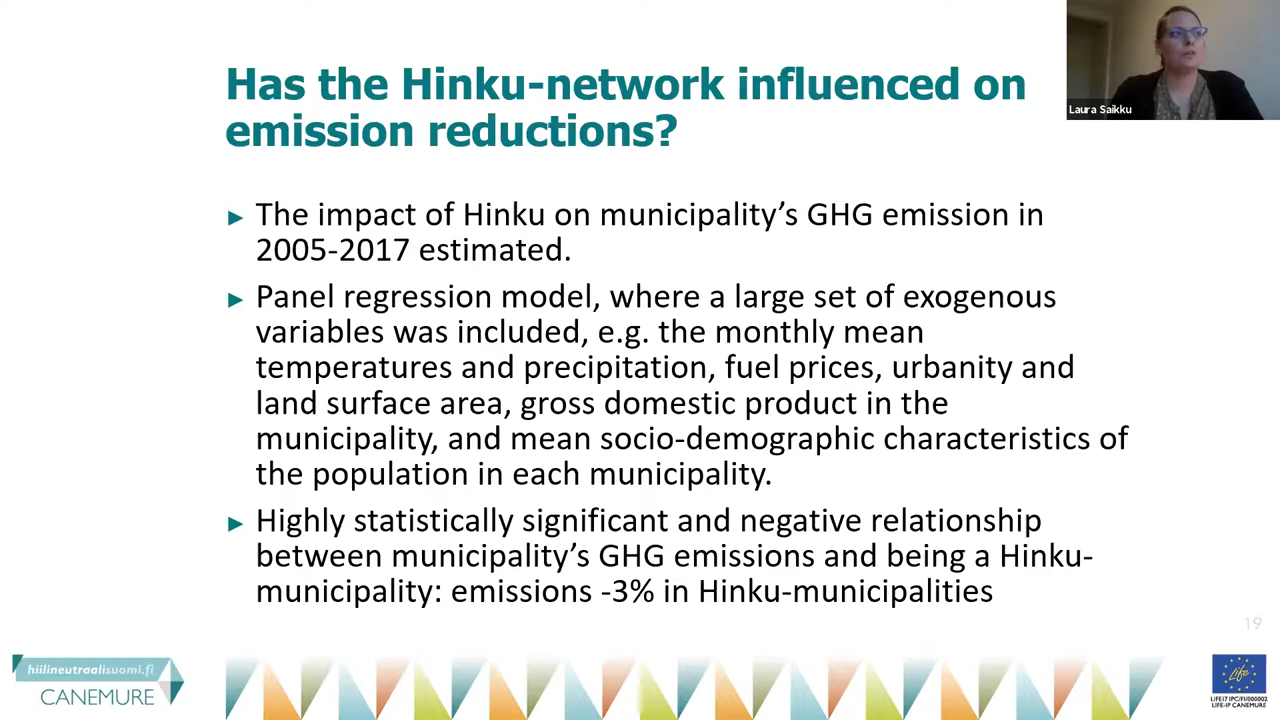 Has the Hinku-network influenced on
emission reductions?
Laura Saikku
► The impact of Hinku on municipality’s GHG emission in
2005-2017 estimated.
► Panel regression model, where a large set of exogenous
variables was included, e.g. the monthly mean
temperatures and precipitation, fuel prices, urbanity and
land surface area, gross domestic product in the
municipality, and mean socio-demographic characteristics of
the population in each municipality.
► Highly statistically significant and negative relationship
between municipality’s GHG emissions and being a Hinku-
municipality: emissions -3% in Hinku-municipalities
19
hiilineutraalisuomi.fi
CANEMURE
Life
LIFE17 IPC/FI/000002
LIFE-IP CANEMURE